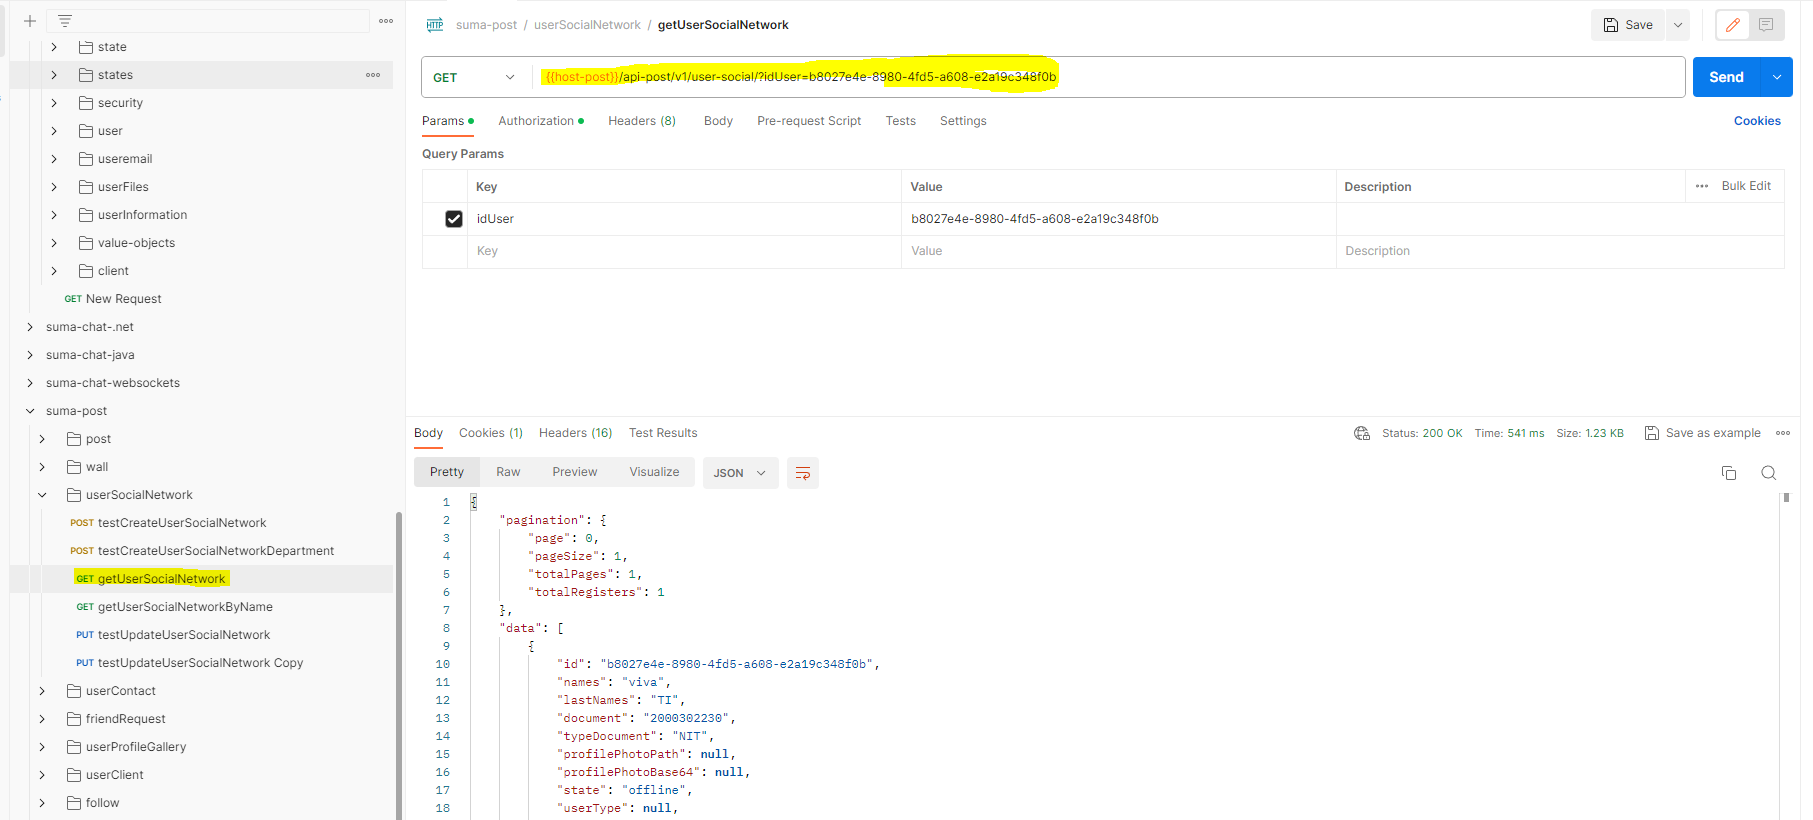 state
states
security
user
useremail
userFiles
userInformation
value-objects
client
GET New Request
suma-chat-.net
suma-chat-java
suma-chat-websockets
suma-post
post
wall
userSocialNetwork
POST testCreateUserSocialNetwork
POST testCreateUserSocialNetworkDepartment
GET getUserSocialNetwork
GET getUserSocialNetworkByName
PUT testUpdateUserSocialNetwork
PUT testUpdateUserSocialNetwork Copy
userContact
friendRequest
userProfileGallery
userClient
follow
HTTP suma-post / userSocialNetwork / getUserSocialNetwork
Save
GET {{host-post}}/api-post/v1/user-social/?idUser=b8027e4e-8980-4fd5-a608-e2a19c348f0b Send
Params Authorization Headers (8) Body Pre-request Script Tests Settings Cookies
Query Params
Key Value Description Bulk Edit
idUser b8027e4e-8980-4fd5-a608-e2a19c348f0b
Key Value Description
Body Cookies (1) Headers (16) Test Results Status: 200 OK Time: 541 ms Size: 1.23 KB Save as example
Pretty Raw Preview Visualize JSON
1 {
2 "pagination": {
3 "page": 0,
4 "pageSize": 1,
5 "totalPages": 1,
6 "totalRegisters": 1
7 },
8 "data": [
9 {
10 "id": "b8027e4e-8980-4fd5-a608-e2a19c348f0b",
11 "names": "viva",
12 "lastNames": "TI",
13 "document": "2000302230",
14 "typeDocument": "NIT",
15 "profilePhotoPath": null,
16 "profilePhotoBase64": null,
17 "state": "offline",
18 "userType": null,